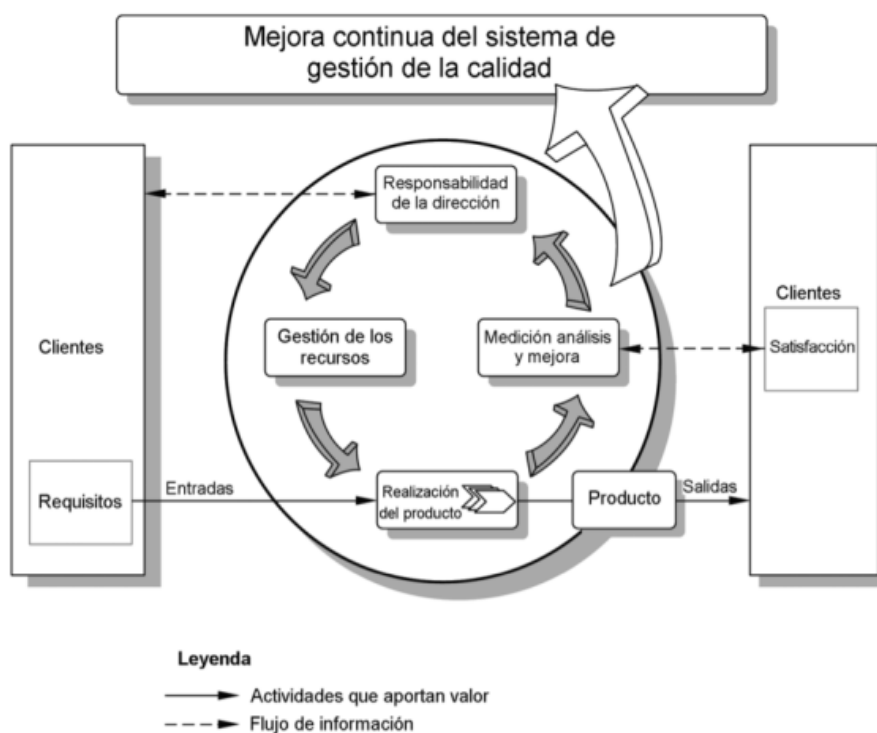 Mejora continua del sistema de
gestión de la calidad
Responsabilidad
de la dirección
Clientes
Gestión de los
recursos
Medición análisis
y mejora
Clientes
Satisfacción
Requisitos
Entradas
Realización
del producto
Producto
Salidas
Leyenda
Actividades que aportan valor
Flujo de información